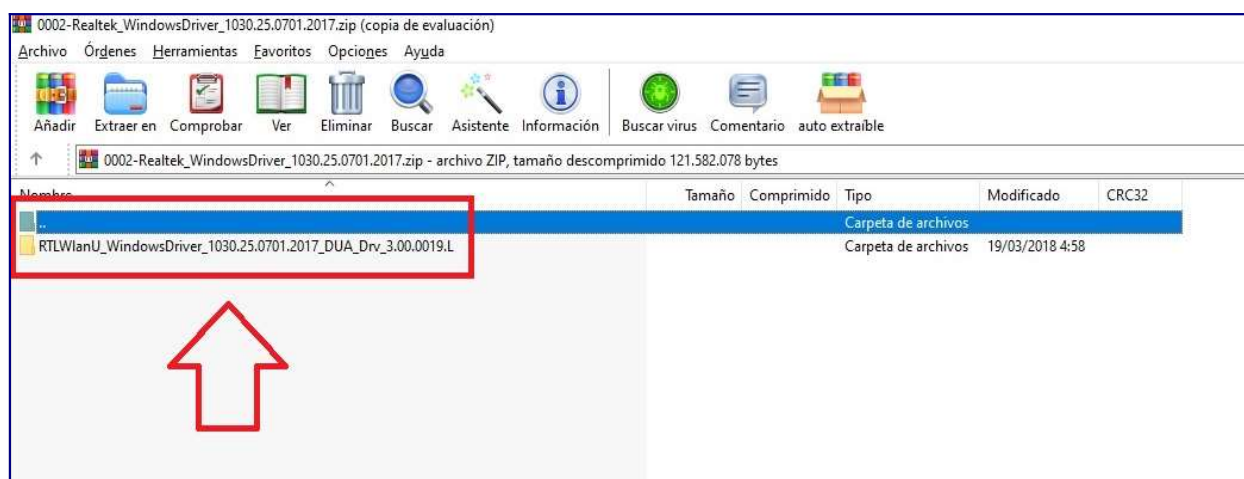 0002-Realtek_WindowsDriver_1030.25.0701.2017.zip (copia de evaluación)
Archivo Órdenes Herramientas Favoritos Opciones Ayuda
Añadir Extraer en Comprobar Ver Eliminar Buscar Asistente Información Buscar virus Comentario auto extraíble
0002-Realtek_WindowsDriver_1030.25.0701.2017.zip - archivo ZIP, tamaño descomprimido 121.582.078 bytes
Nombre Tamaño Comprimido Tipo Modificado CRC32
.. Carpeta de archivos
RTLWlanU_WindowsDriver_1030.25.0701.2017_DUA_Drv_3.00.0019.L Carpeta de archivos 19/03/2018 4:58